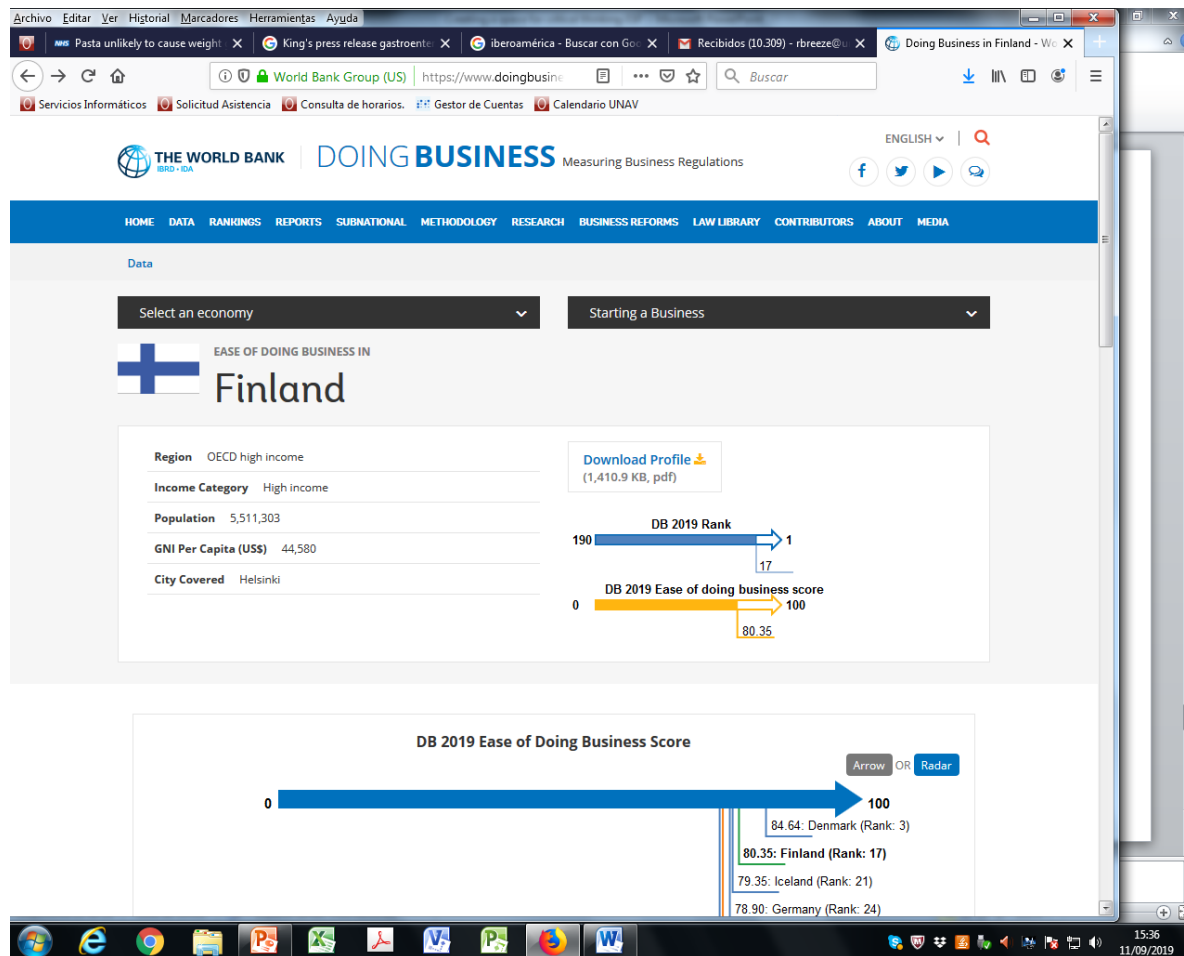 Archivo Editar Ver Historial Marcadores Herramientas Ayuda
NHS Pasta unlikely to cause weight
King's press release gastroente
iberoamérica - Buscar con Goo
Recibidos (10.309) - rbreeze@u
Doing Business in Finland - Wo
World Bank Group (US) https://www.doingbusine
Buscar
Servicios Informáticos Solicitud Asistencia Consulta de horarios. Gestor de Cuentas Calendario UNAV
ENGLISH
THE WORLD BANK
IBRD • IDA
DOING BUSINESS Measuring Business Regulations
HOME DATA RANKINGS REPORTS SUBNATIONAL METHODOLOGY RESEARCH BUSINESS REFORMS LAW LIBRARY CONTRIBUTORS ABOUT MEDIA
Data
Select an economy
Starting a Business
EASE OF DOING BUSINESS IN
Finland
Region OECD high income
Income Category High income
Population 5,511,303
GNI Per Capita (US$) 44,580
City Covered Helsinki
Download Profile
(1,410.9 KB, pdf)
DB 2019 Rank
190 1
17
DB 2019 Ease of doing business score
0 100
80.35
DB 2019 Ease of Doing Business Score
Arrow OR Radar
0 100
84.64: Denmark (Rank: 3)
80.35: Finland (Rank: 17)
79.35: Iceland (Rank: 21)
78.90: Germany (Rank: 24)
15:36
11/09/2019